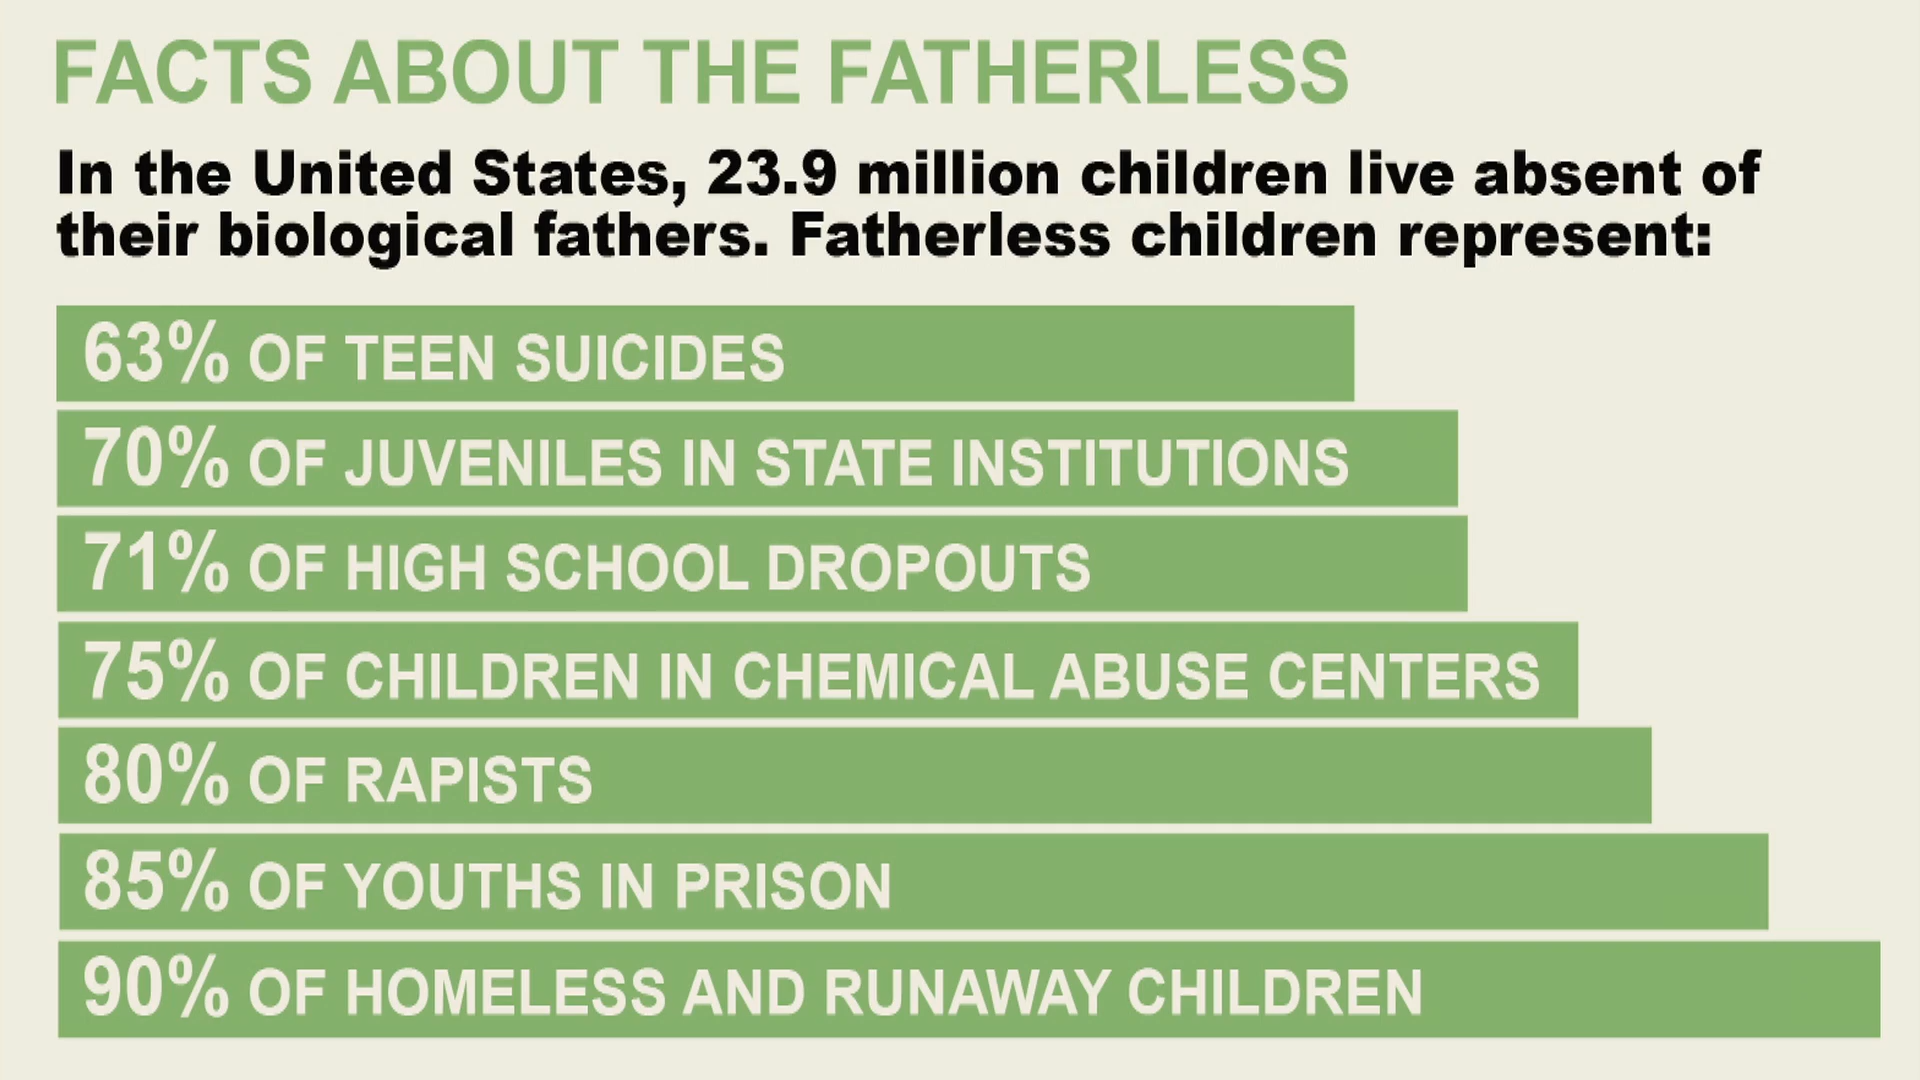 FACTS ABOUT THE FATHERLESS
In the United States, 23.9 million children live absent of
their biological fathers. Fatherless children represent:
63% OF TEEN SUICIDES
70% OF JUVENILES IN STATE INSTITUTIONS
71% OF HIGH SCHOOL DROPOUTS
75% OF CHILDREN IN CHEMICAL ABUSE CENTERS
80% OF RAPISTS
85% OF YOUTHS IN PRISON
90% OF HOMELESS AND RUNAWAY CHILDREN